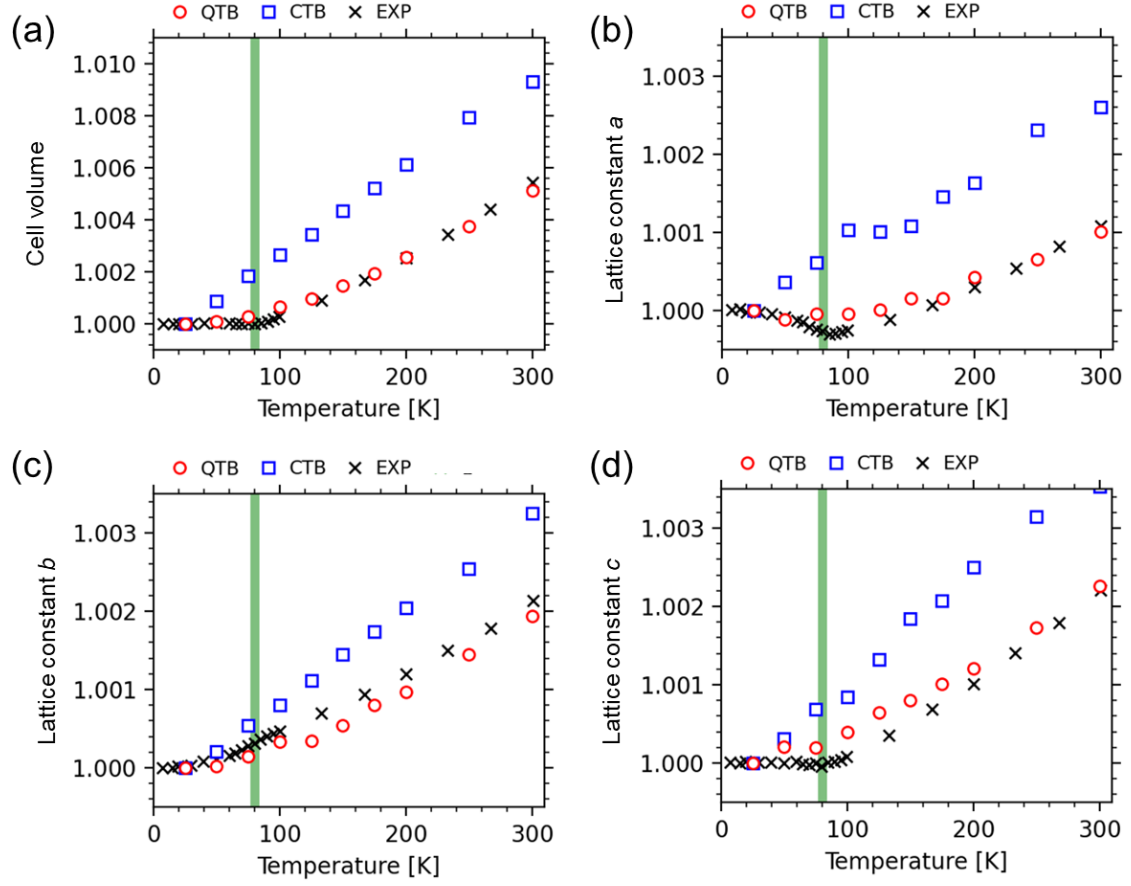 (a)
QTB CTB EXP
Cell volume
1.010
1.008
1.006
1.004
1.002
1.000
0 100 200 300
Temperature [K]
(b)
QTB CTB EXP
Lattice constant a
1.003
1.002
1.001
1.000
0 100 200 300
Temperature [K]
(c)
QTB CTB EXP
Lattice constant b
1.003
1.002
1.001
1.000
0 100 200 300
Temperature [K]
(d)
QTB CTB EXP
Lattice constant c
1.003
1.002
1.001
1.000
0 100 200 300
Temperature [K]